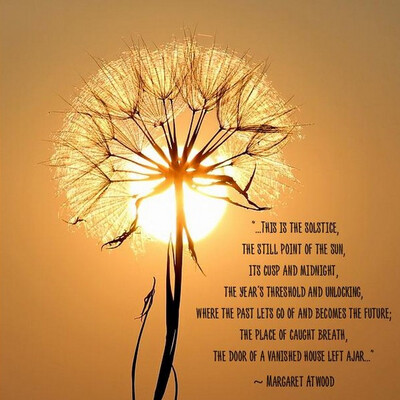 "...THIS IS THE SOLSTICE,
THE STILL POINT OF THE SUN,
ITS CUSP AND MIDNIGHT,
THE YEAR'S THRESHOLD AND UNLOCKING,
WHERE THE PAST LETS GO OF AND BECOMES THE FUTURE;
THE PLACE OF CAUGHT BREATH,
THE DOOR OF A VANISHED HOUSE LEFT AJAR..."
~ MARGARET ATWOOD